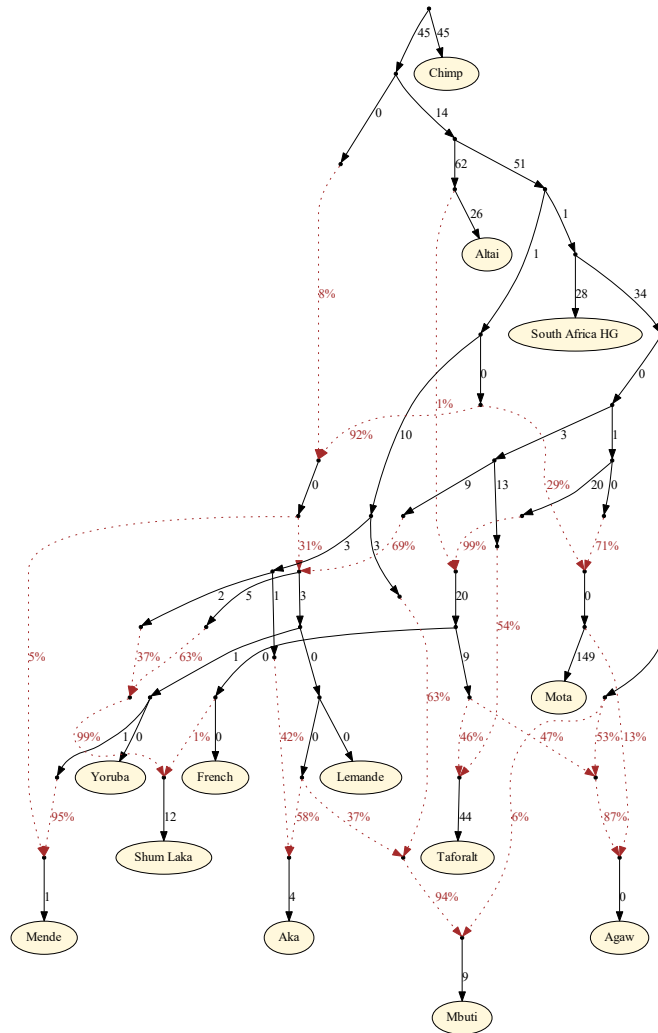 45 45
Chimp
0 14
62 51
26 1
Altai 1
8% 28 34
South Africa HG
0 0
1% 10
92% 3 1
0 9 13 29% 20 0
31% 3 3 69% 99% 71%
2 5 1 3 20 0
54%
5% 37% 63% 1 0 0 9 149
63% Mota
99% 1 0 1% 0 42% 0 0 46% 47% 53% 13%
Yoruba French Lemande
95% 12 58% 37% 44 6% 87%
Shum Laka Taforalt
1 4 94% 0
Mende Aka Agaw
9
Mbuti